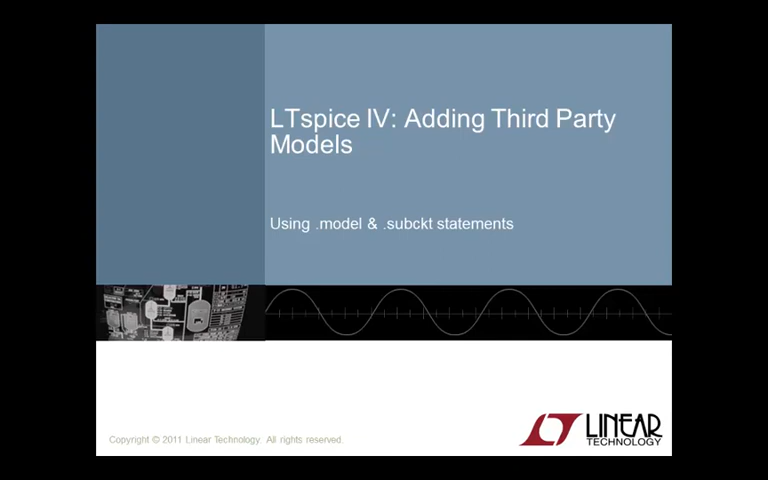 LTspice IV: Adding Third Party
Models
Using .model & .subckt statements
Copyright © 2011 Linear Technology. All rights reserved.
LINEAR
TECHNOLOGY